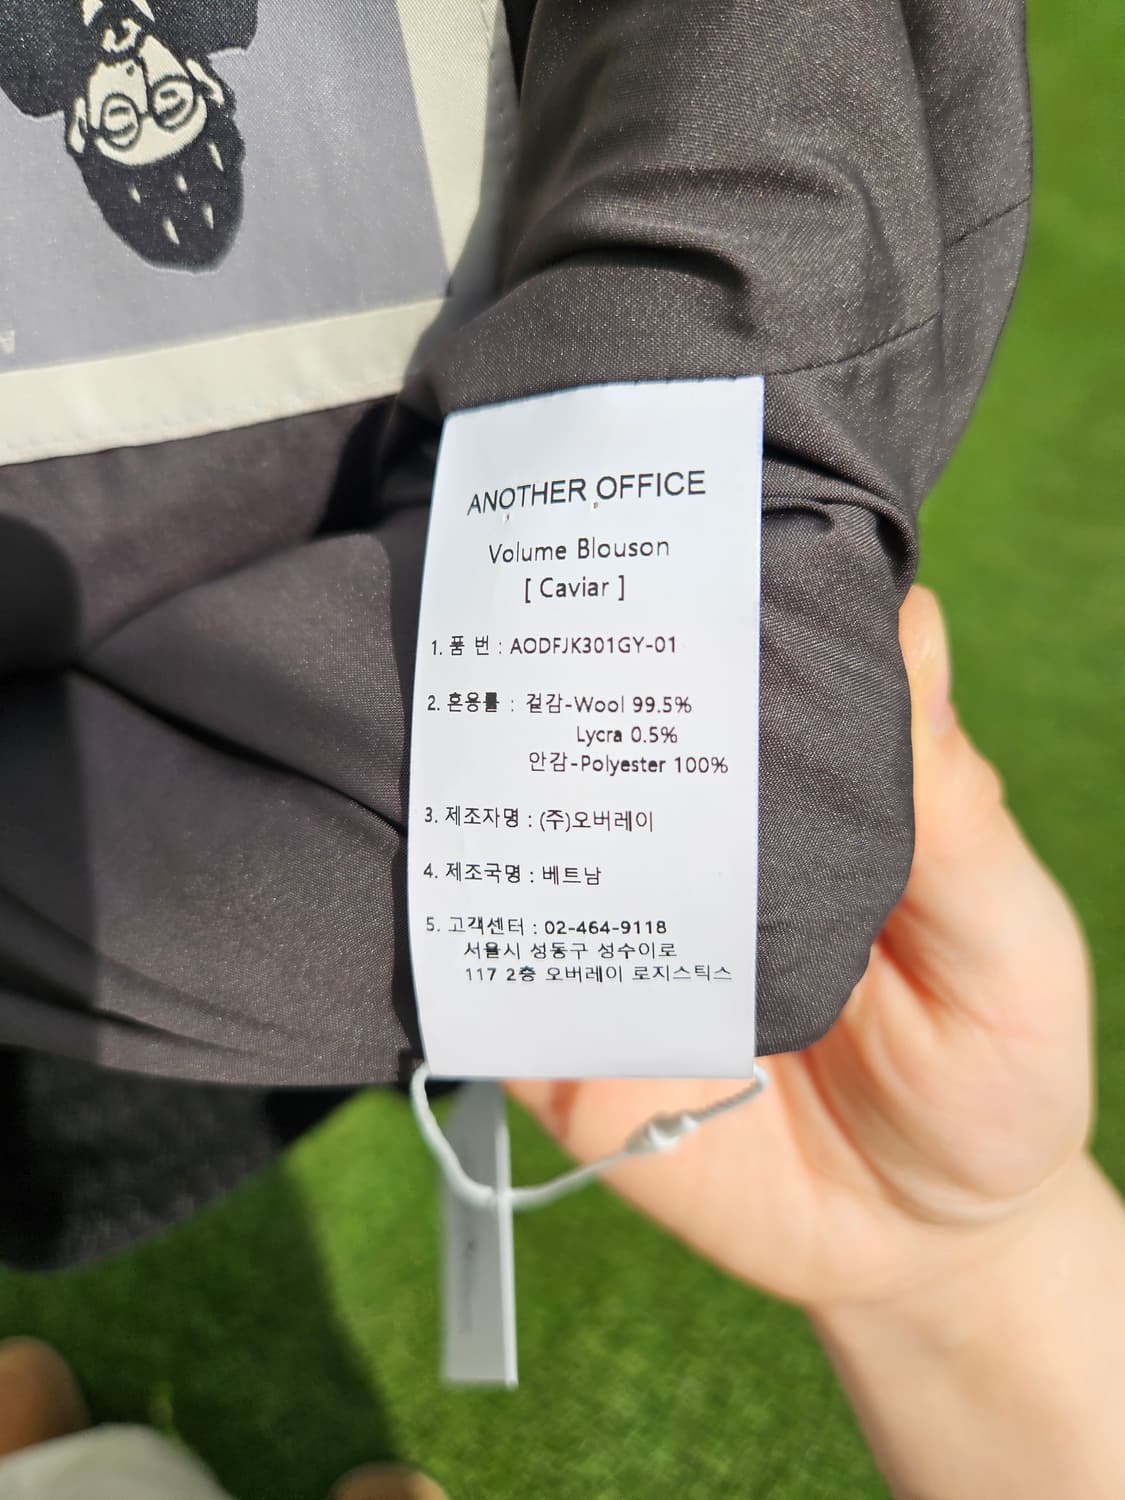 ANOTHER OFFICE
Volume Blouson
[ Caviar ]
1. 품 번 : AODFJK301GY-01
2. 혼용률 : 겉감-Wool 99.5%
Lycra 0.5%
안감-Polyester 100%
3. 제조자명 : (주)오버레이
4. 제조국명 : 베트남
5. 고객센터 : 02-464-9118
서울시 성동구 성수이로
117 2층 오버레이 로지스틱스